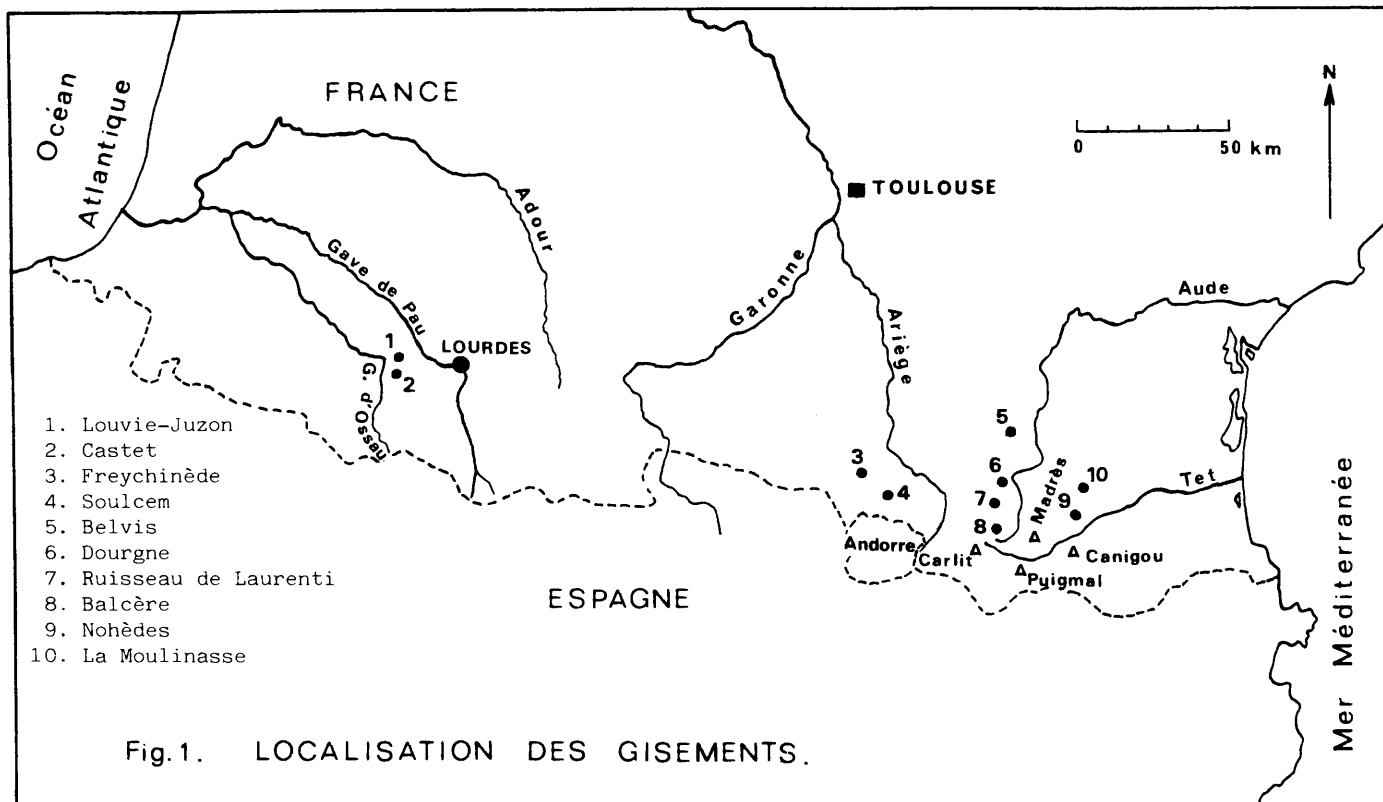 Océan
Atlantique
FRANCE
N
0 50 km
TOULOUSE
Adour
Gave de Pau
Garonne
Ariège
Aude
LOURDES
1
2
G. d'Ossau
5
6
7
8
Madrès
10
9
Tet
3
4
Andorre
Carlit
Canigou
Puigmal
ESPAGNE
Mer Méditerranée
1. Louvie-Juzon
2. Castet
3. Freychinède
4. Soulcem
5. Belvis
6. Dourgne
7. Ruisseau de Laurenti
8. Balcère
9. Nohèdes
10. La Moulinasse
Fig.1. LOCALISATION DES GISEMENTS.